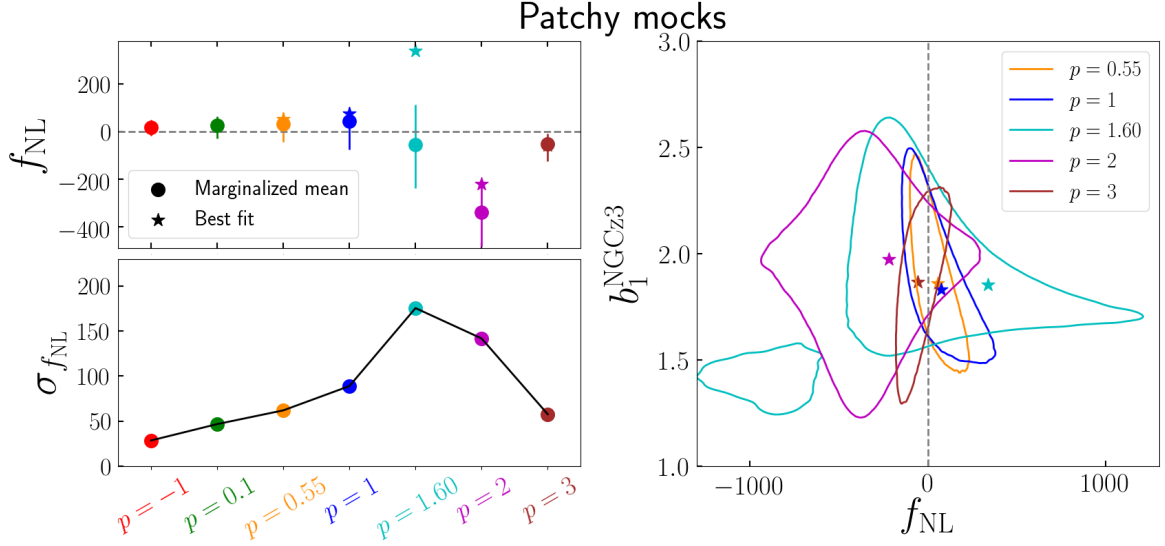 Patchy mocks
f_NL
200
0
−200
−400
Marginalized mean
Best fit
σ_{f_NL}
200
150
100
50
0
p = −1
p = 0.1
p = 0.55
p = 1
p = 1.60
p = 2
p = 3
b_1^{NGCz3}
3.0
2.5
2.0
1.5
1.0
p = 0.55
p = 1
p = 1.60
p = 2
p = 3
−1000
0
1000
f_NL